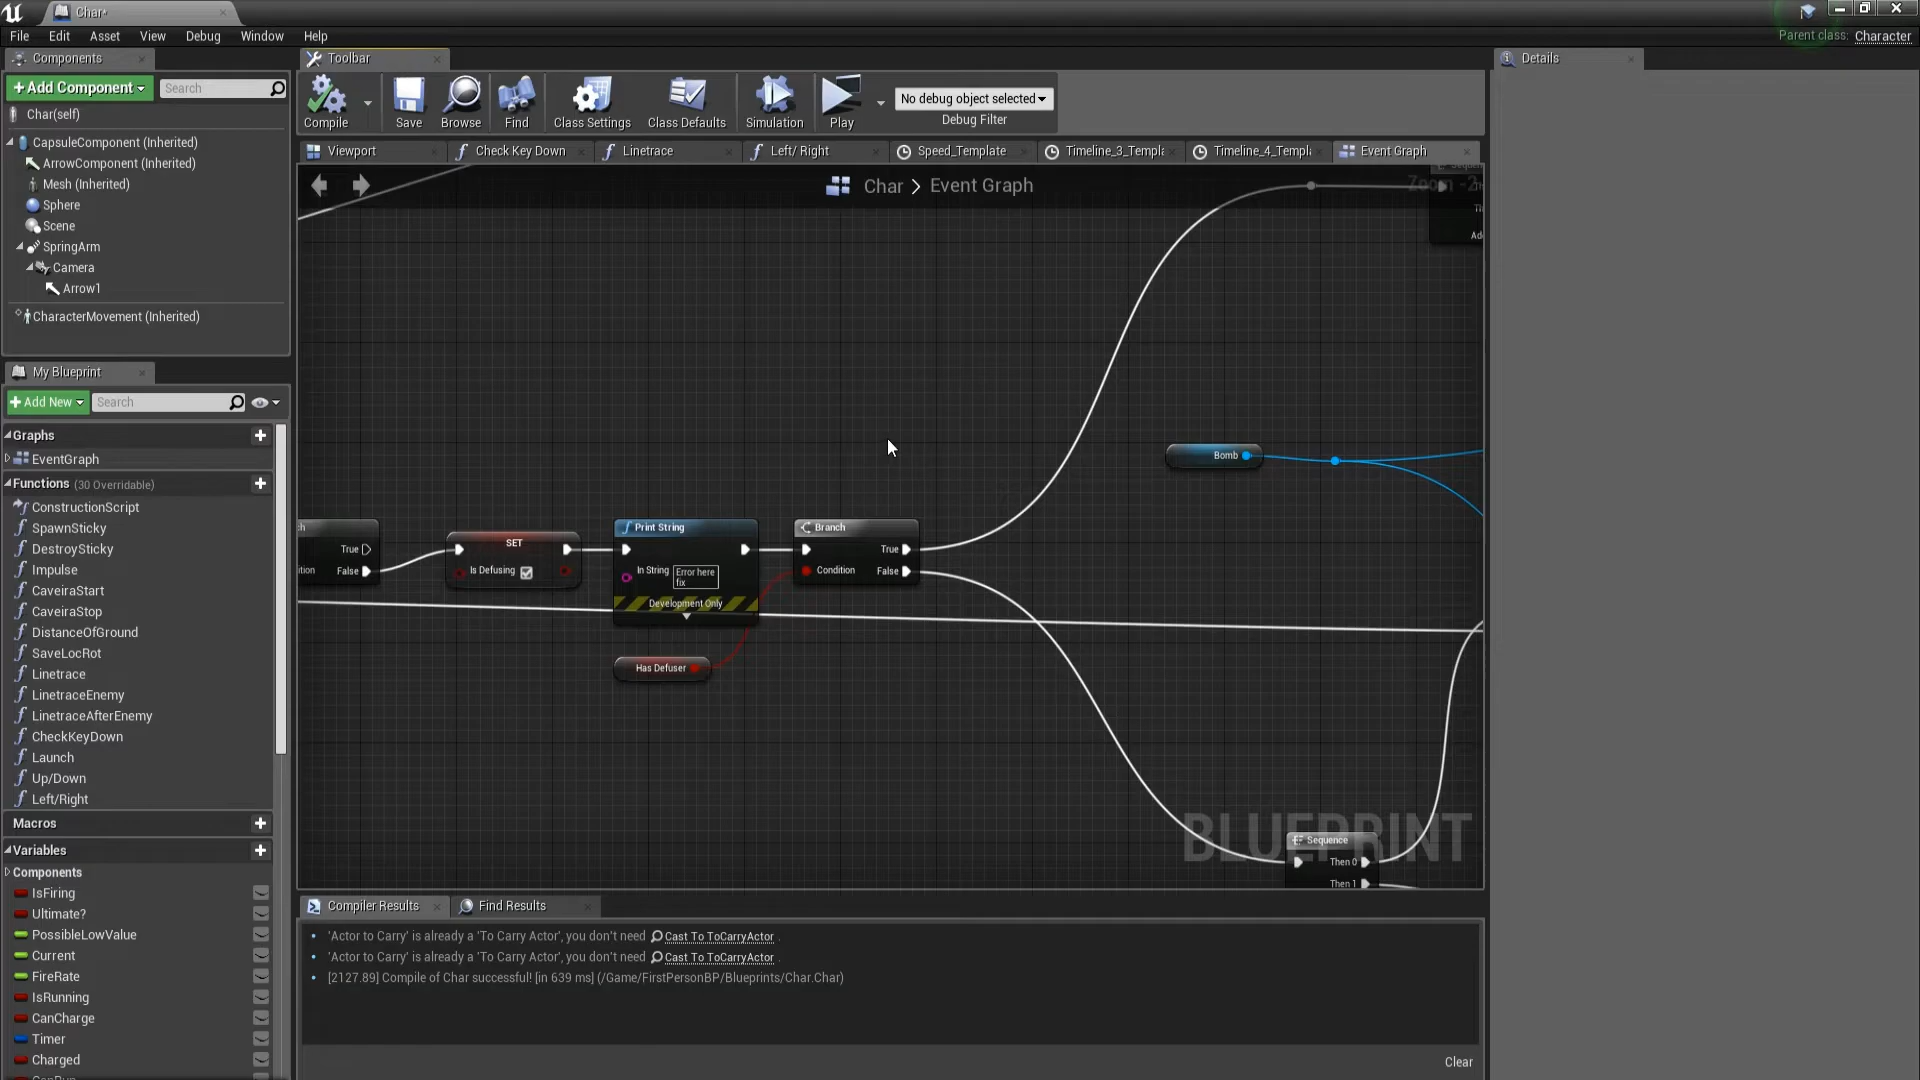 Char*
Parent class: Character
File Edit Asset View Debug Window Help
Components
+Add Component
Search
Char(self)
CapsuleComponent (Inherited)
ArrowComponent (Inherited)
Mesh (Inherited)
Sphere
Scene
SpringArm
Camera
Arrow1
CharacterMovement (Inherited)
My Blueprint
+Add New
Search
Graphs
EventGraph
Functions (30 Overridable)
ConstructionScript
SpawnSticky
DestroySticky
Impulse
CaveiraStart
CaveiraStop
DistanceOfGround
SaveLocRot
Linetrace
LinetraceEnemy
LinetraceAfterEnemy
CheckKeyDown
Launch
Up/Down
Left/Right
Macros
Variables
Components
IsFiring
Ultimate?
PossibleLowValue
Current
FireRate
IsRunning
CanCharge
Timer
Charged
Toolbar
Compile
Save
Browse
Find
Class Settings
Class Defaults
Simulation
Play
No debug object selected
Debug Filter
Viewport
Check Key Down
Linetrace
Left/ Right
Speed_Template
Timeline_3_Templ
Timeline_4_Templ
Event Graph
Char > Event Graph
Zoom -2
Th
Ad
True
ition
False
SET
Is Defusing
Print String
In String
Error here
fix
Development Only
Has Defuser
Branch
True
Condition
False
Bomb
Sequence
Then 0
Then 1
BLUEPRINT
Compiler Results
Find Results
'Actor to Carry' is already a 'To Carry Actor', you don't need Cast To ToCarryActor .
'Actor to Carry' is already a 'To Carry Actor', you don't need Cast To ToCarryActor .
[2127.89] Compile of Char successful! [in 639 ms] (/Game/FirstPersonBP/Blueprints/Char.Char)
Clear
Details